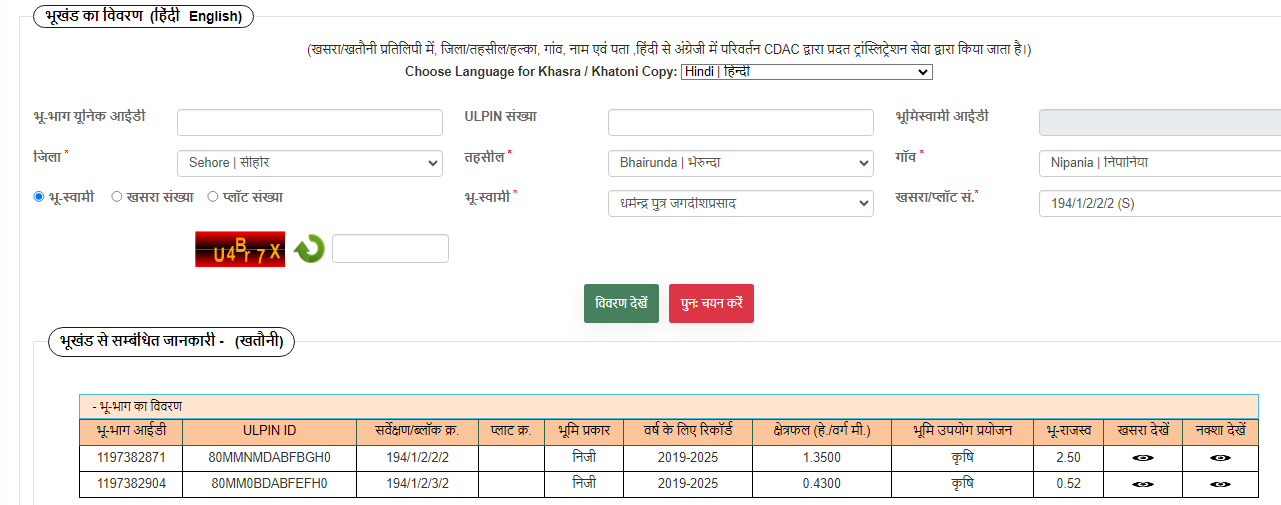 भूखंड का विवरण (हिंदी English)
(खसरा/खतौनी प्रतिलिपी में, जिला/तहसील/हल्का, गांव, नाम एवं पता ,हिंदी से अंग्रेजी में परिवर्तन CDAC द्वारा प्रदत ट्रांस्लिट्रेशन सेवा द्वारा किया जाता है।)
Choose Language for Khasra / Khatoni Copy: Hindi | हिन्दी
भू-भाग यूनिक आईडी ULPIN संख्या भूमिस्वामी आईडी
जिला * Sehore | सीहोर तहसील * Bhairunda | भेरुन्दा गाँव * Nipania | निपानिया
भू-स्वामी खसरा संख्या प्लॉट संख्या भू-स्वामी * धर्मेन्द्र पुत्र जगदीशप्रसाद खसरा/प्लॉट सं.* 194/1/2/2/2 (S)
U4Br7X
विवरण देखें पुनः चयन करें
भूखंड से सम्बंधित जानकारी - (खतौनी)
- भू-भाग का विवरण
भू-भाग आईडी ULPIN ID सर्वेक्षण/ब्लॉक क्र. प्लाट क्र. भूमि प्रकार वर्ष के लिए रिकॉर्ड क्षेत्रफल (हे./वर्ग मी.) भूमि उपयोग प्रयोजन भू-राजस्व खसरा देखें नक्शा देखें
1197382871 80MMNMDABFBGH0 194/1/2/2/2 निजी 2019-2025 1.3500 कृषि 2.50
1197382904 80MM0BDABFEFH0 194/1/2/3/2 निजी 2019-2025 0.4300 कृषि 0.52